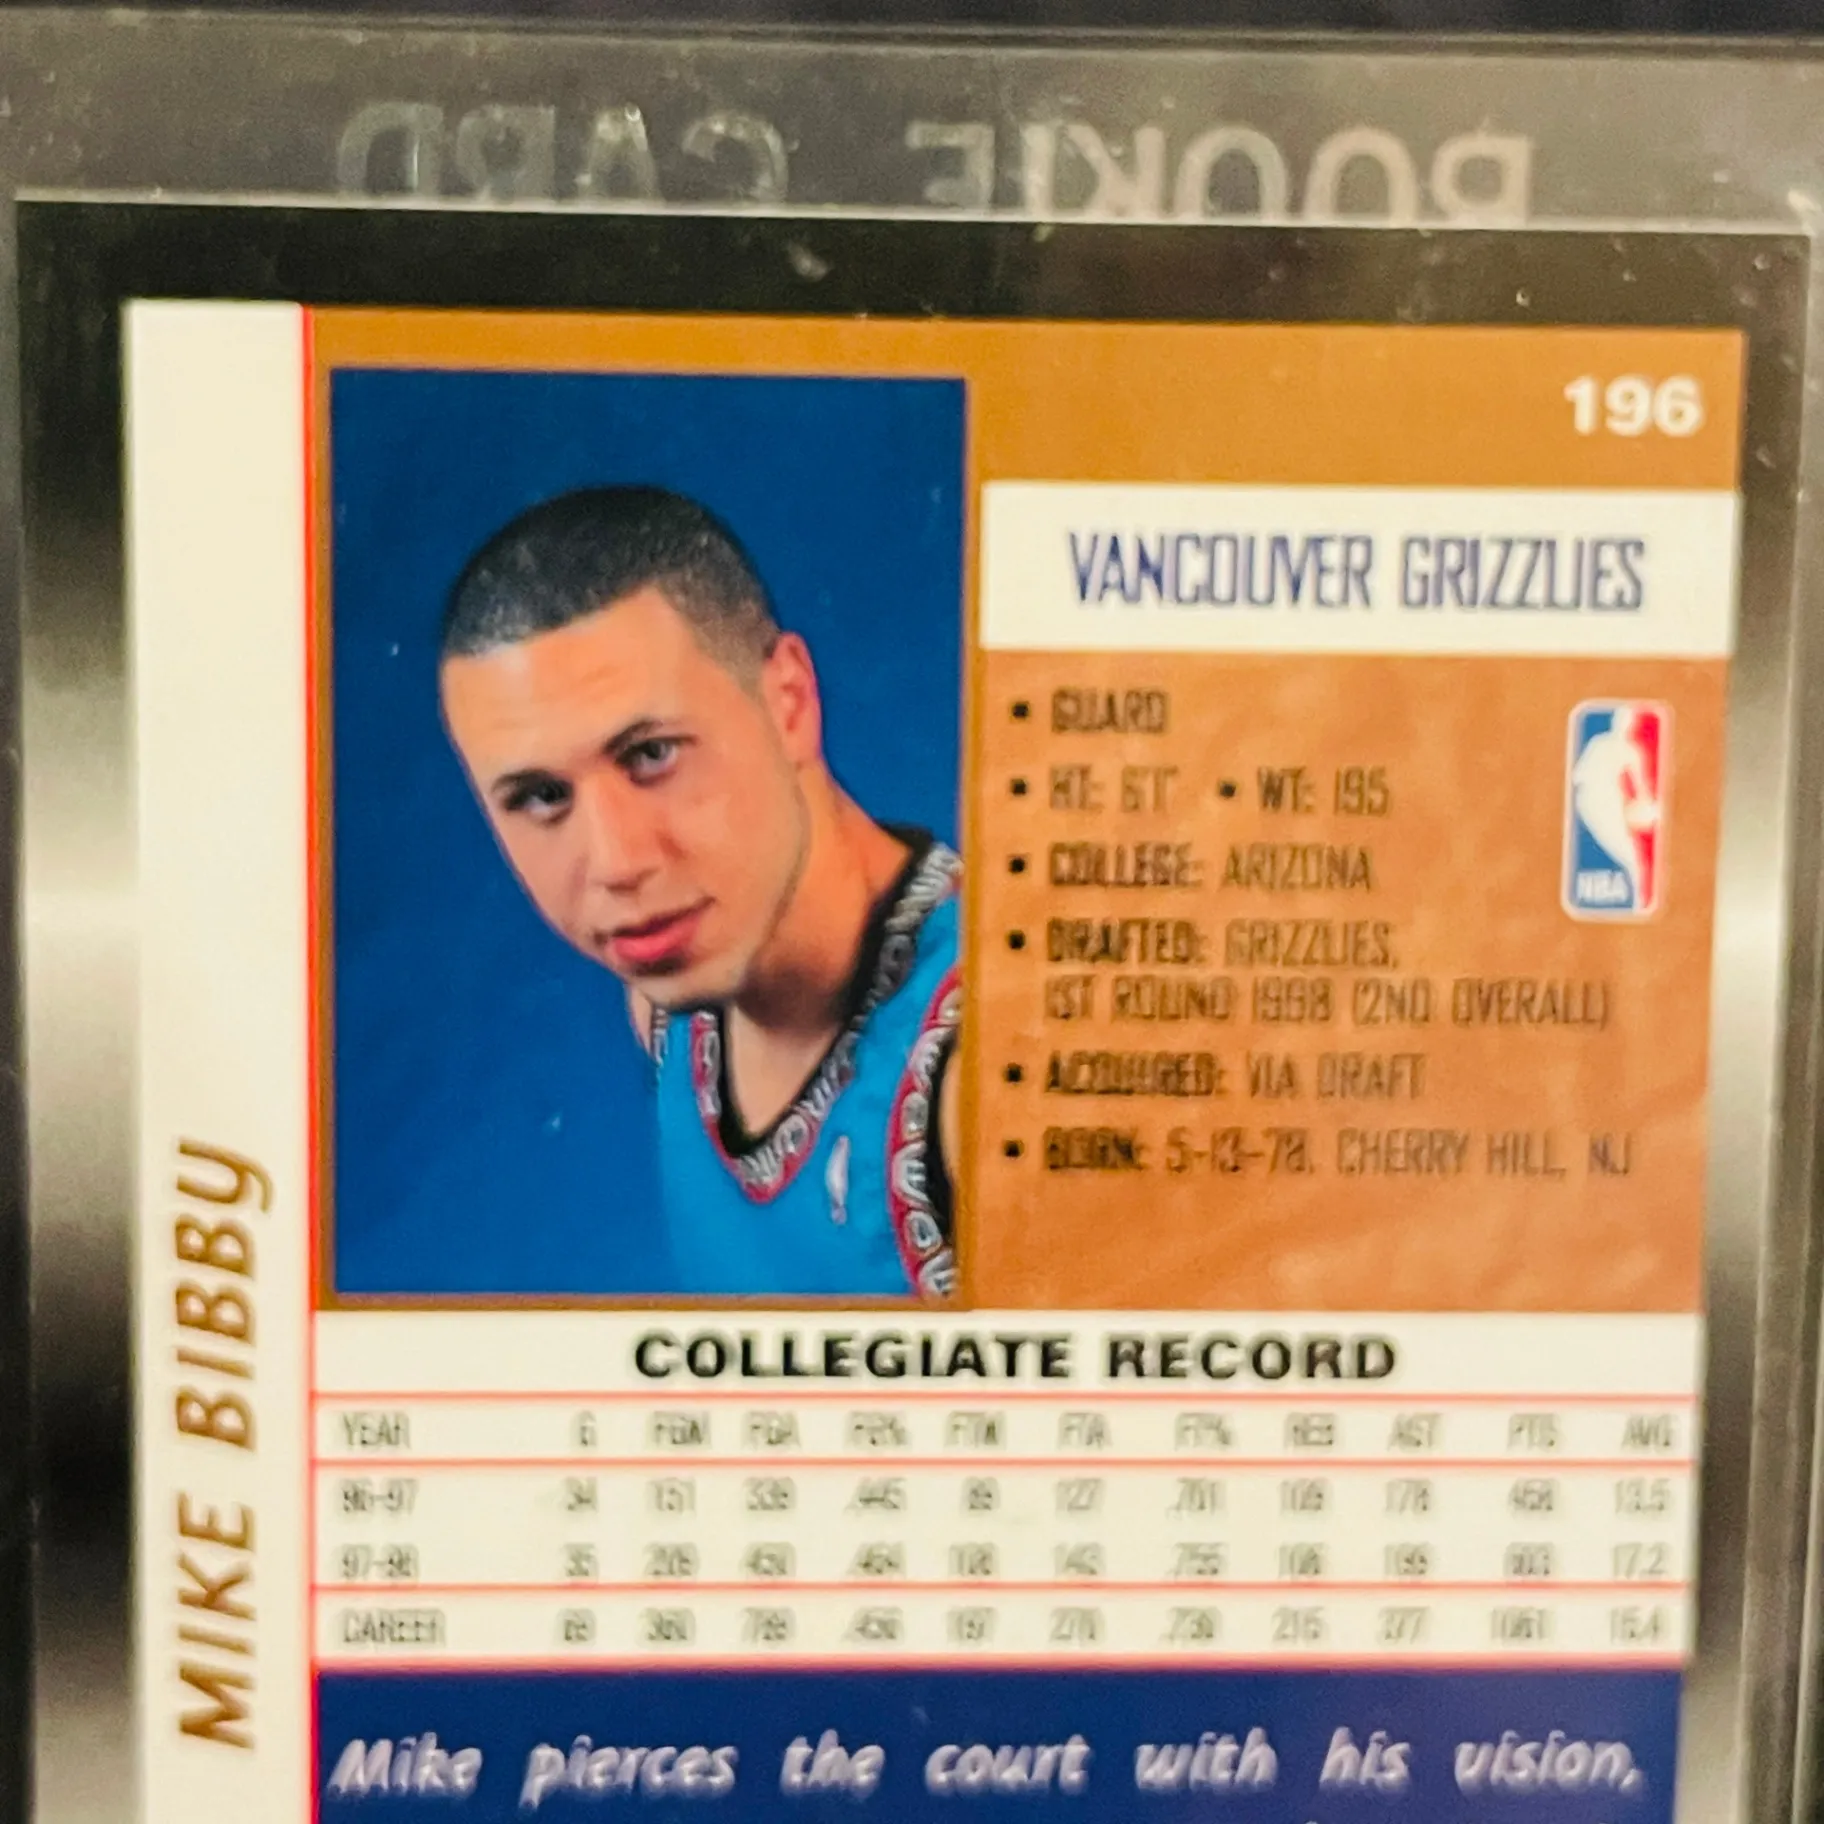 ROOKIE CARD
196
VANCOUVER GRIZZLIES
• GUARD
• HT: 6'1" • WT: 195
• COLLEGE: ARIZONA
• DRAFTED: GRIZZLIES,
1ST ROUND 1998 (2ND OVERALL)
• ACQUIRED: VIA DRAFT
• BORN: 5-13-78, CHERRY HILL, NJ
NBA
MIKE BIBBY
COLLEGIATE RECORD
YEAR G FGM FGA FG% FTM FTA FT% REB AST PTS AVG
96-97 34 151 339 .445 89 127 .701 109 178 458 13.5
97-98 35 209 450 .464 108 143 .755 106 199 603 17.2
CAREER 69 360 789 .456 197 270 .730 215 377 1061 15.4
Mike pierces the court with his vision,